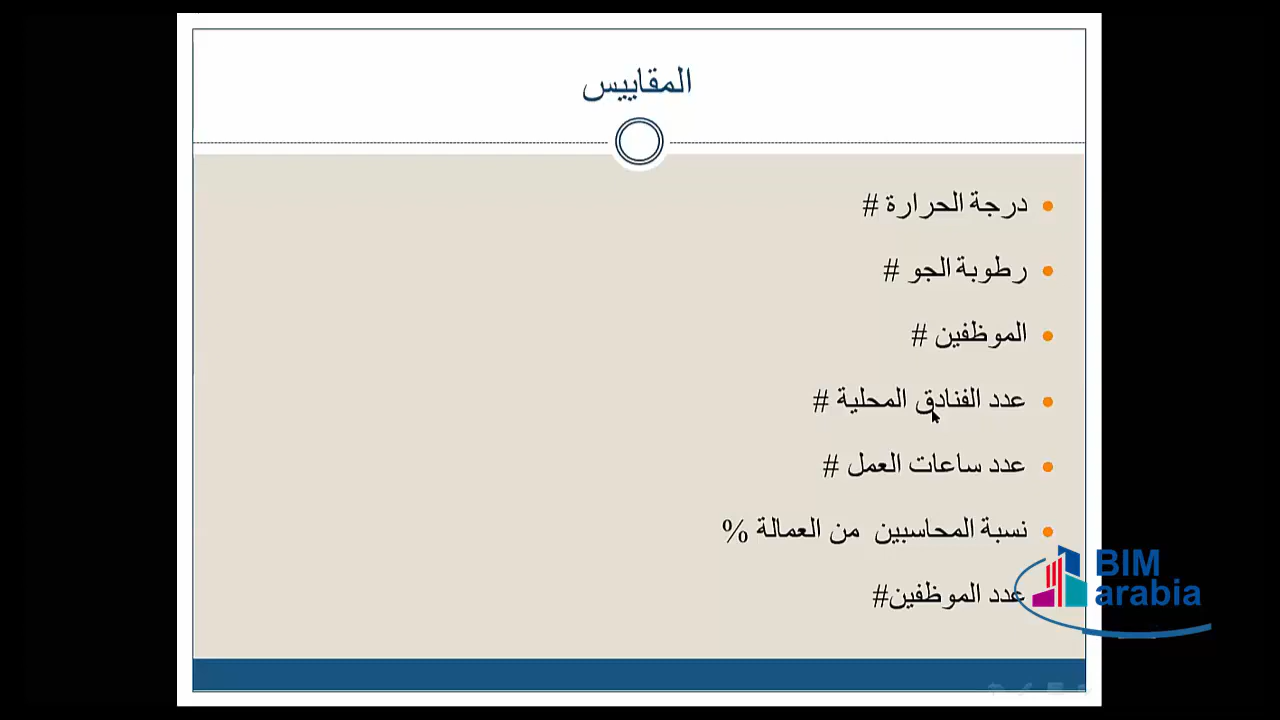 المقاييس
درجة الحرارة #
رطوبة الجو #
الموظفين #
عدد الفنادق المحلية #
عدد ساعات العمل #
نسبة المحاسبين من العمالة %
عدد الموظفين#
BIM
arabia